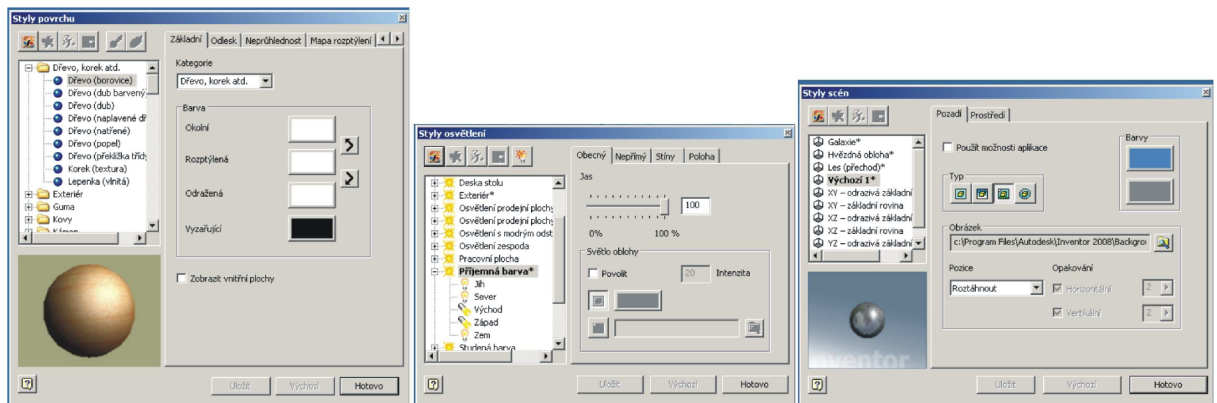 Styly povrchu
Základní
Odlesk
Neprůhlednost
Mapa rozptýlení
Dřevo, korek atd.
Dřevo (borovice)
Dřevo (dub barvený
Dřevo (dub)
Dřevo (naplavené dř
Dřevo (natřené)
Dřevo (popel)
Dřevo (překližka tříd
Korek (textura)
Lepenka (vlnitá)
Exteriér
Guma
Kovy
Kámen
Kategorie
Dřevo, korek atd.
Barva
Okolní
Rozptýlená
Odražená
Vyzařující
Zobrazit vnitřní plochy
Uložit
Výchozí
Hotovo
Styly osvětlení
Obecný
Nepřímý
Stíny
Poloha
Deska stolu
Exteriér*
Osvětlení prodejní plochy
Osvětlení prodejní plochy
Osvětlení s modrým odst
Osvětlení zespoda
Pracovní plocha
Příjemná barva*
Jih
Sever
Východ
Západ
Zem
Studená barva
Jas
100
0%
100 %
Světlo oblohy
Povolit
20
Intenzita
Uložit
Výchozí
Hotovo
Styly scén
Pozadí
Prostředí
Galaxie*
Hvězdná obloha*
Les (přechod)*
Výchozí 1*
XY – odrazivá základní
XY – základní rovina
XZ – odrazivá základní
XZ – základní rovina
YZ – odrazivá základní
Použít možnosti aplikace
Barvy
Typ
Obrázek
c:\Program Files\Autodesk\Inventor 2008\Backgrou
Pozice
Opakování
Roztáhnout
Horizontální
2
Vertikální
2
Inventor
Uložit
Výchozí
Hotovo